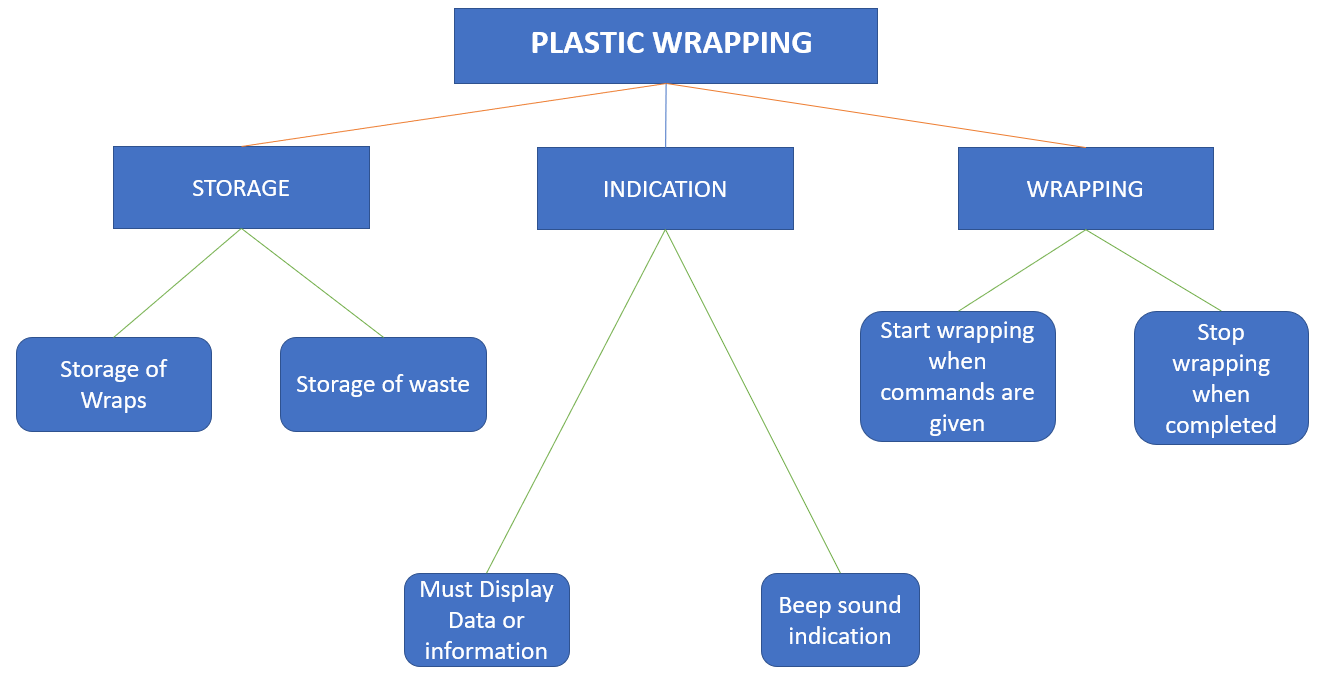 PLASTIC WRAPPING
STORAGE
INDICATION
WRAPPING
Storage of
Wraps
Storage of waste
Start wrapping
when
commands are
given
Stop
wrapping
when
completed
Must Display
Data or
information
Beep sound
indication